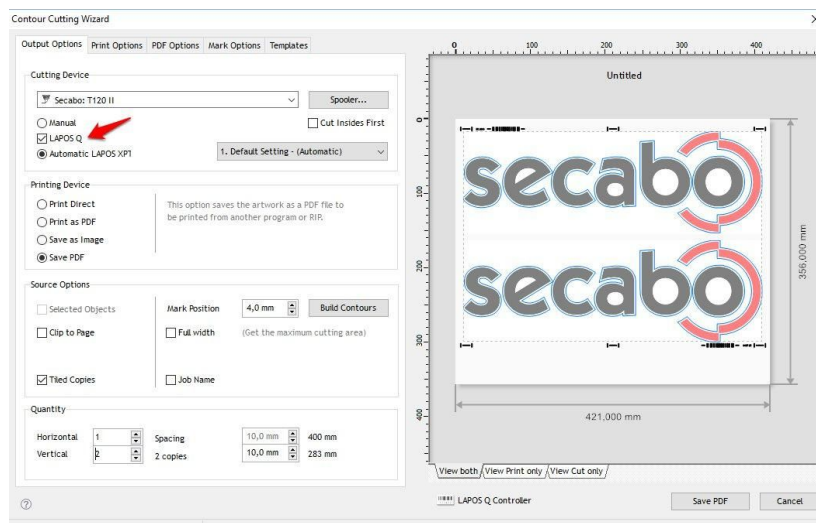 Contour Cutting Wizard
Output Options Print Options PDF Options Mark Options Templates
Cutting Device
Secabo: T120 II
Spooler...
Manual
Cut Insides First
LAPOS Q
Automatic LAPOS XPT
1. Default Setting - (Automatic)
Printing Device
Print Direct
Print as PDF
Save as Image
Save PDF
This option saves the artwork as a PDF file to
be printed from another program or RIP.
Source Options
Selected Objects
Mark Position 4,0 mm Build Contours
Clip to Page
Full width (Get the maximum cutting area)
Tiled Copies
Job Name
Quantity
Horizontal 1 Spacing 10,0 mm 400 mm
Vertical 2 2 copies 10,0 mm 283 mm
0 100 200 300 400
Untitled
0
100
200
300
400
secabo
secabo
356,000 mm
421,000 mm
View both View Print only View Cut only
LAPOS Q Controller
Save PDF
Cancel